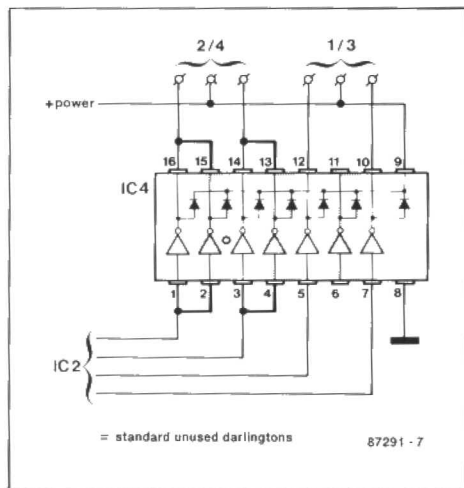 2/4 1/3
+power
16 15 14 13 12 11 10 9
IC4
1 2 3 4 5 6 7 8
IC2
= standard unused darlingtons
87291 - 7